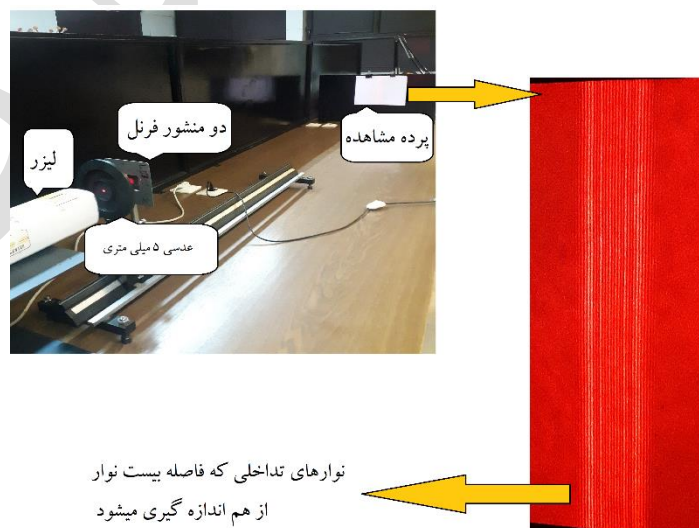 دو منشور فرنل
پرده مشاهده
لیزر
عدسی ۵ میلی متری
نوارهای تداخلی که فاصله بیست نوار
از هم اندازه گیری میشود